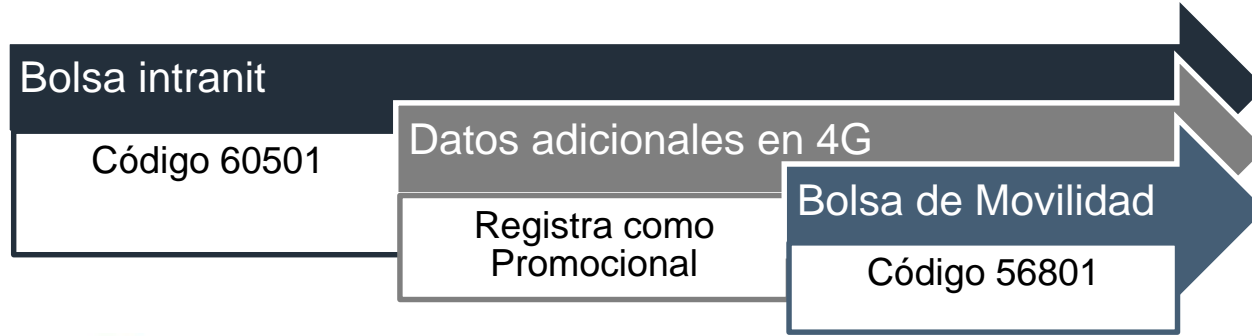 Bolsa intranit
Código 60501
Datos adicionales en 4G
Registra como
Promocional
Bolsa de Movilidad
Código 56801